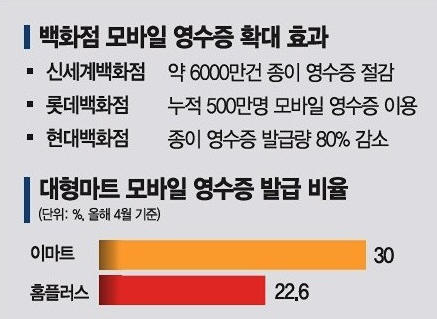 백화점 모바일 영수증 확대 효과
▪ 신세계백화점 약 6000만건 종이 영수증 절감
▪ 롯데백화점 누적 500만명 모바일 영수증 이용
▪ 현대백화점 종이 영수증 발급량 80% 감소
대형마트 모바일 영수증 발급 비율
(단위: %, 올해 4월 기준)
이마트 30
홈플러스 22.6